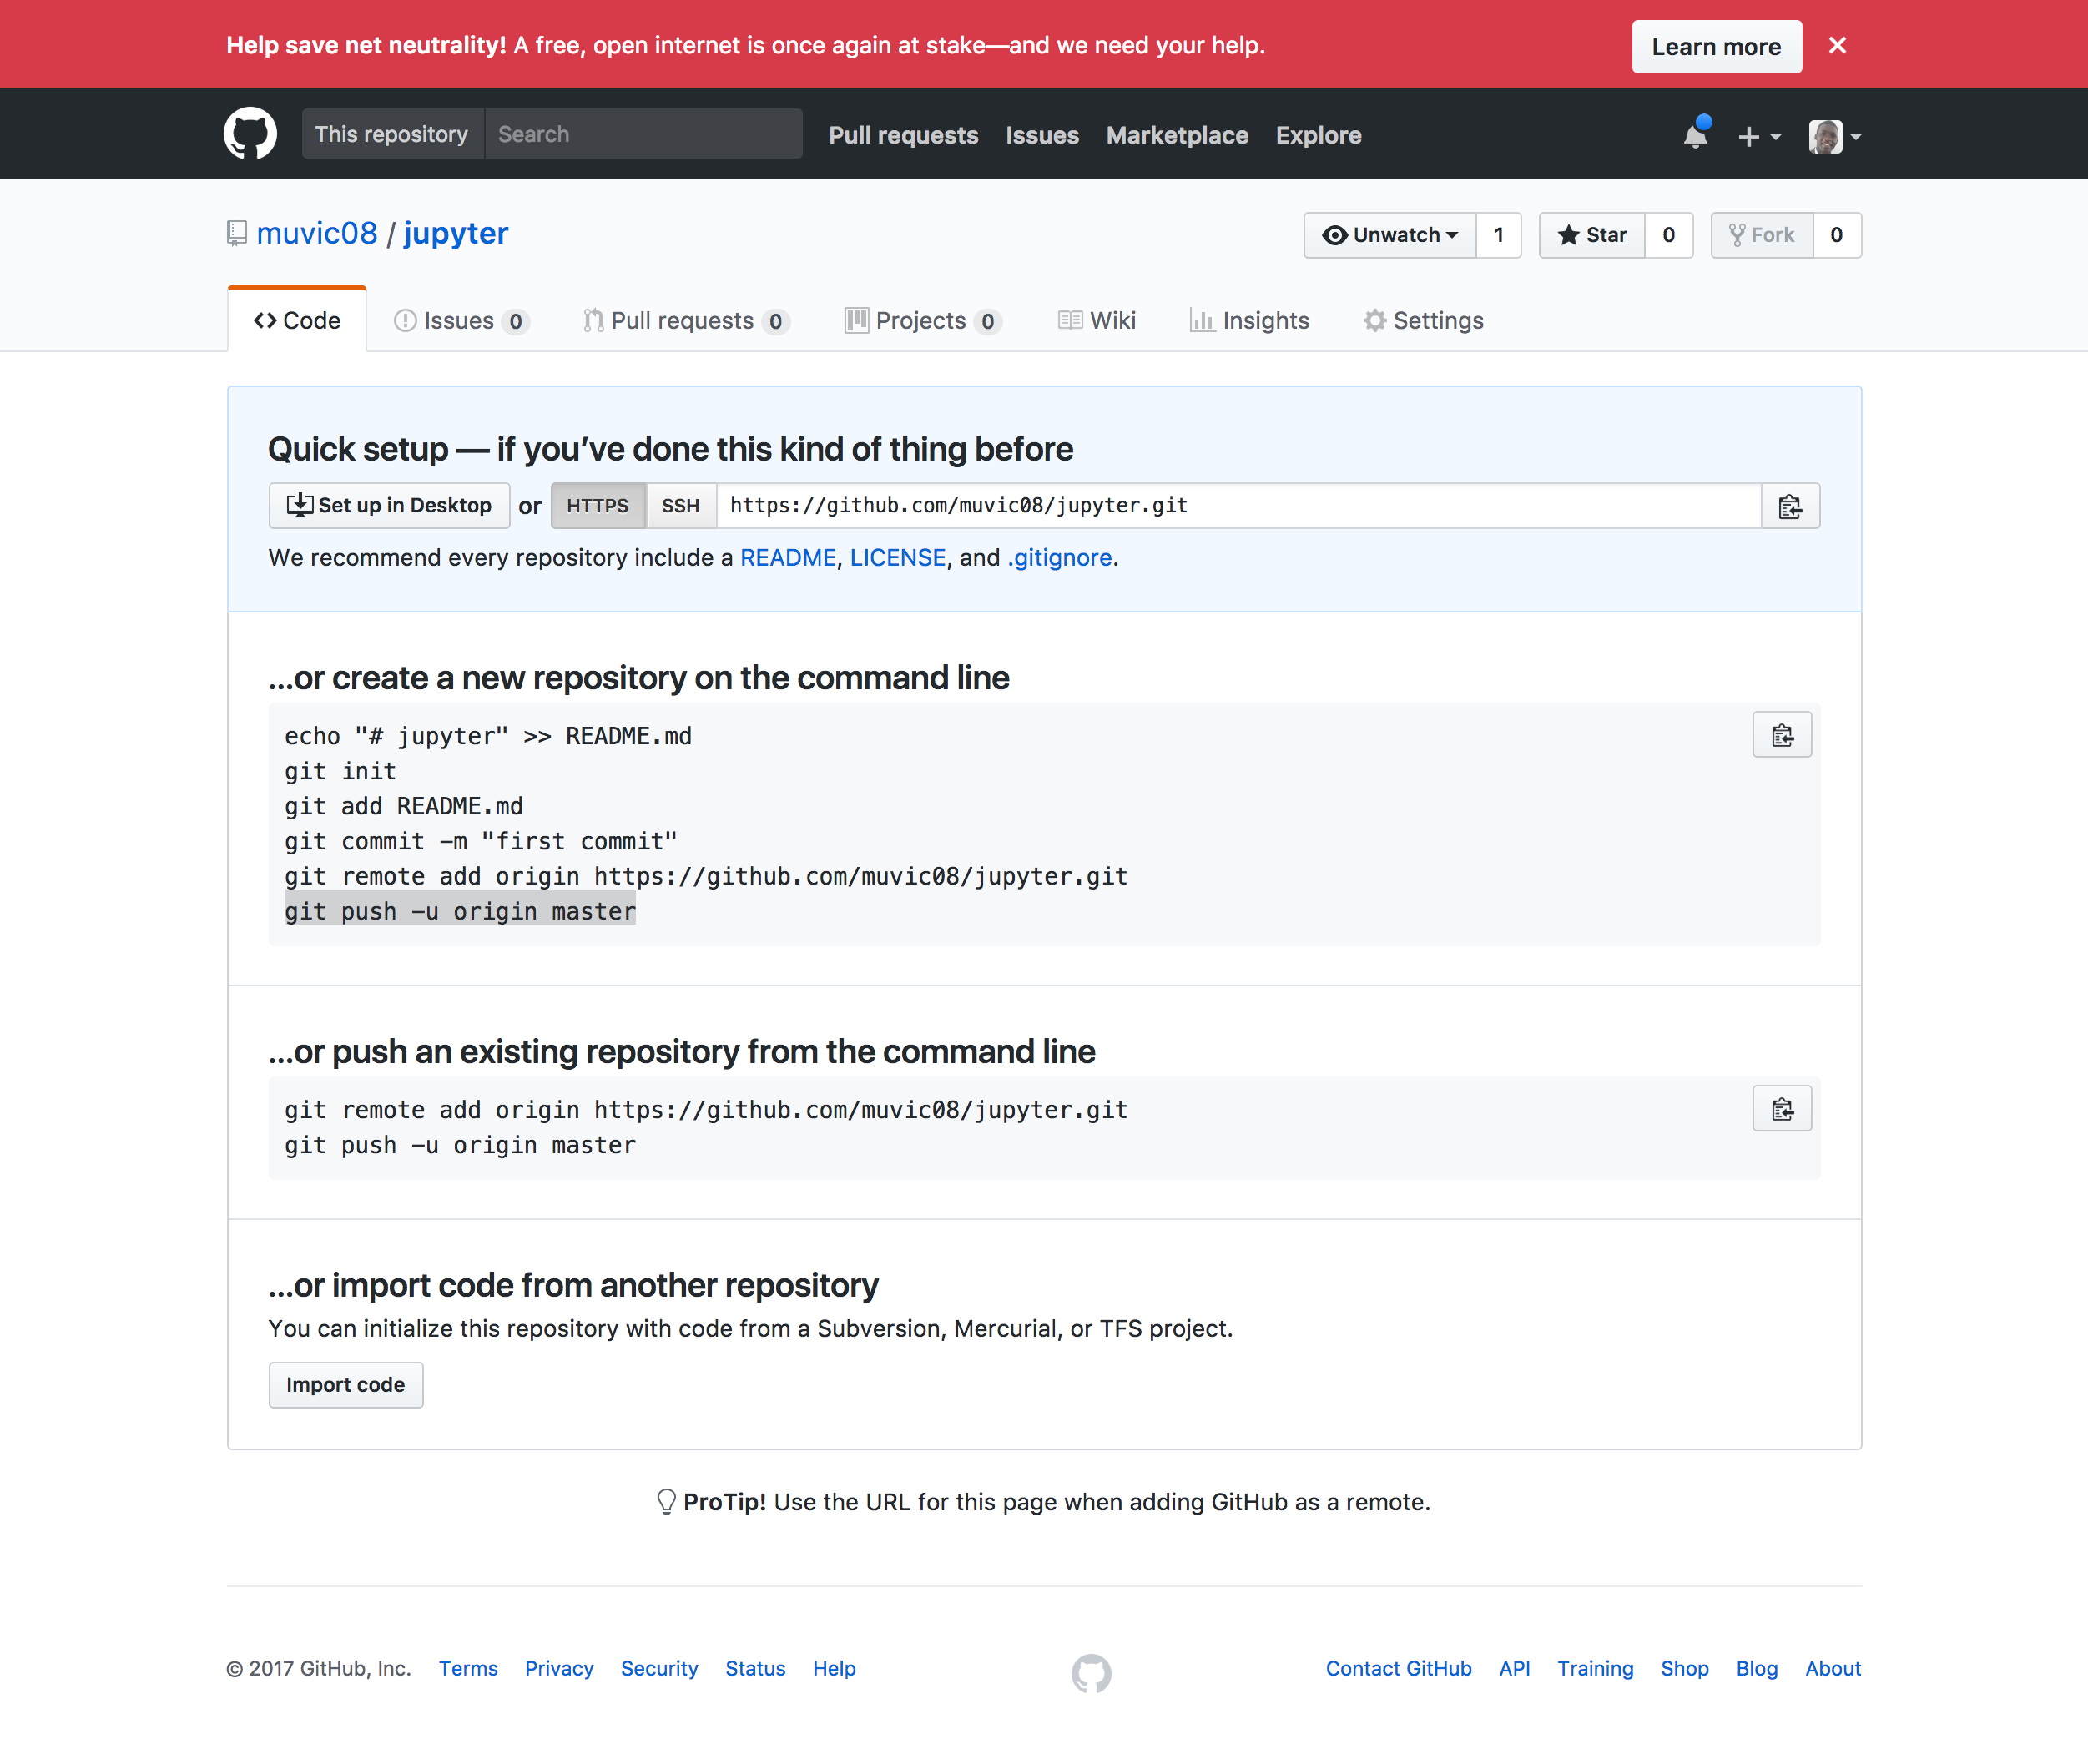 Help save net neutrality! A free, open internet is once again at stake—and we need your help. Learn more
This repository Search Pull requests Issues Marketplace Explore
muvic08 / jupyter Unwatch 1 Star 0 Fork 0
Code Issues 0 Pull requests 0 Projects 0 Wiki Insights Settings
Quick setup — if you’ve done this kind of thing before
Set up in Desktop or HTTPS SSH https://github.com/muvic08/jupyter.git
We recommend every repository include a README, LICENSE, and .gitignore.
…or create a new repository on the command line
echo "# jupyter" >> README.md
git init
git add README.md
git commit -m "first commit"
git remote add origin https://github.com/muvic08/jupyter.git
git push -u origin master
…or push an existing repository from the command line
git remote add origin https://github.com/muvic08/jupyter.git
git push -u origin master
…or import code from another repository
You can initialize this repository with code from a Subversion, Mercurial, or TFS project.
Import code
ProTip! Use the URL for this page when adding GitHub as a remote.
© 2017 GitHub, Inc. Terms Privacy Security Status Help Contact GitHub API Training Shop Blog About